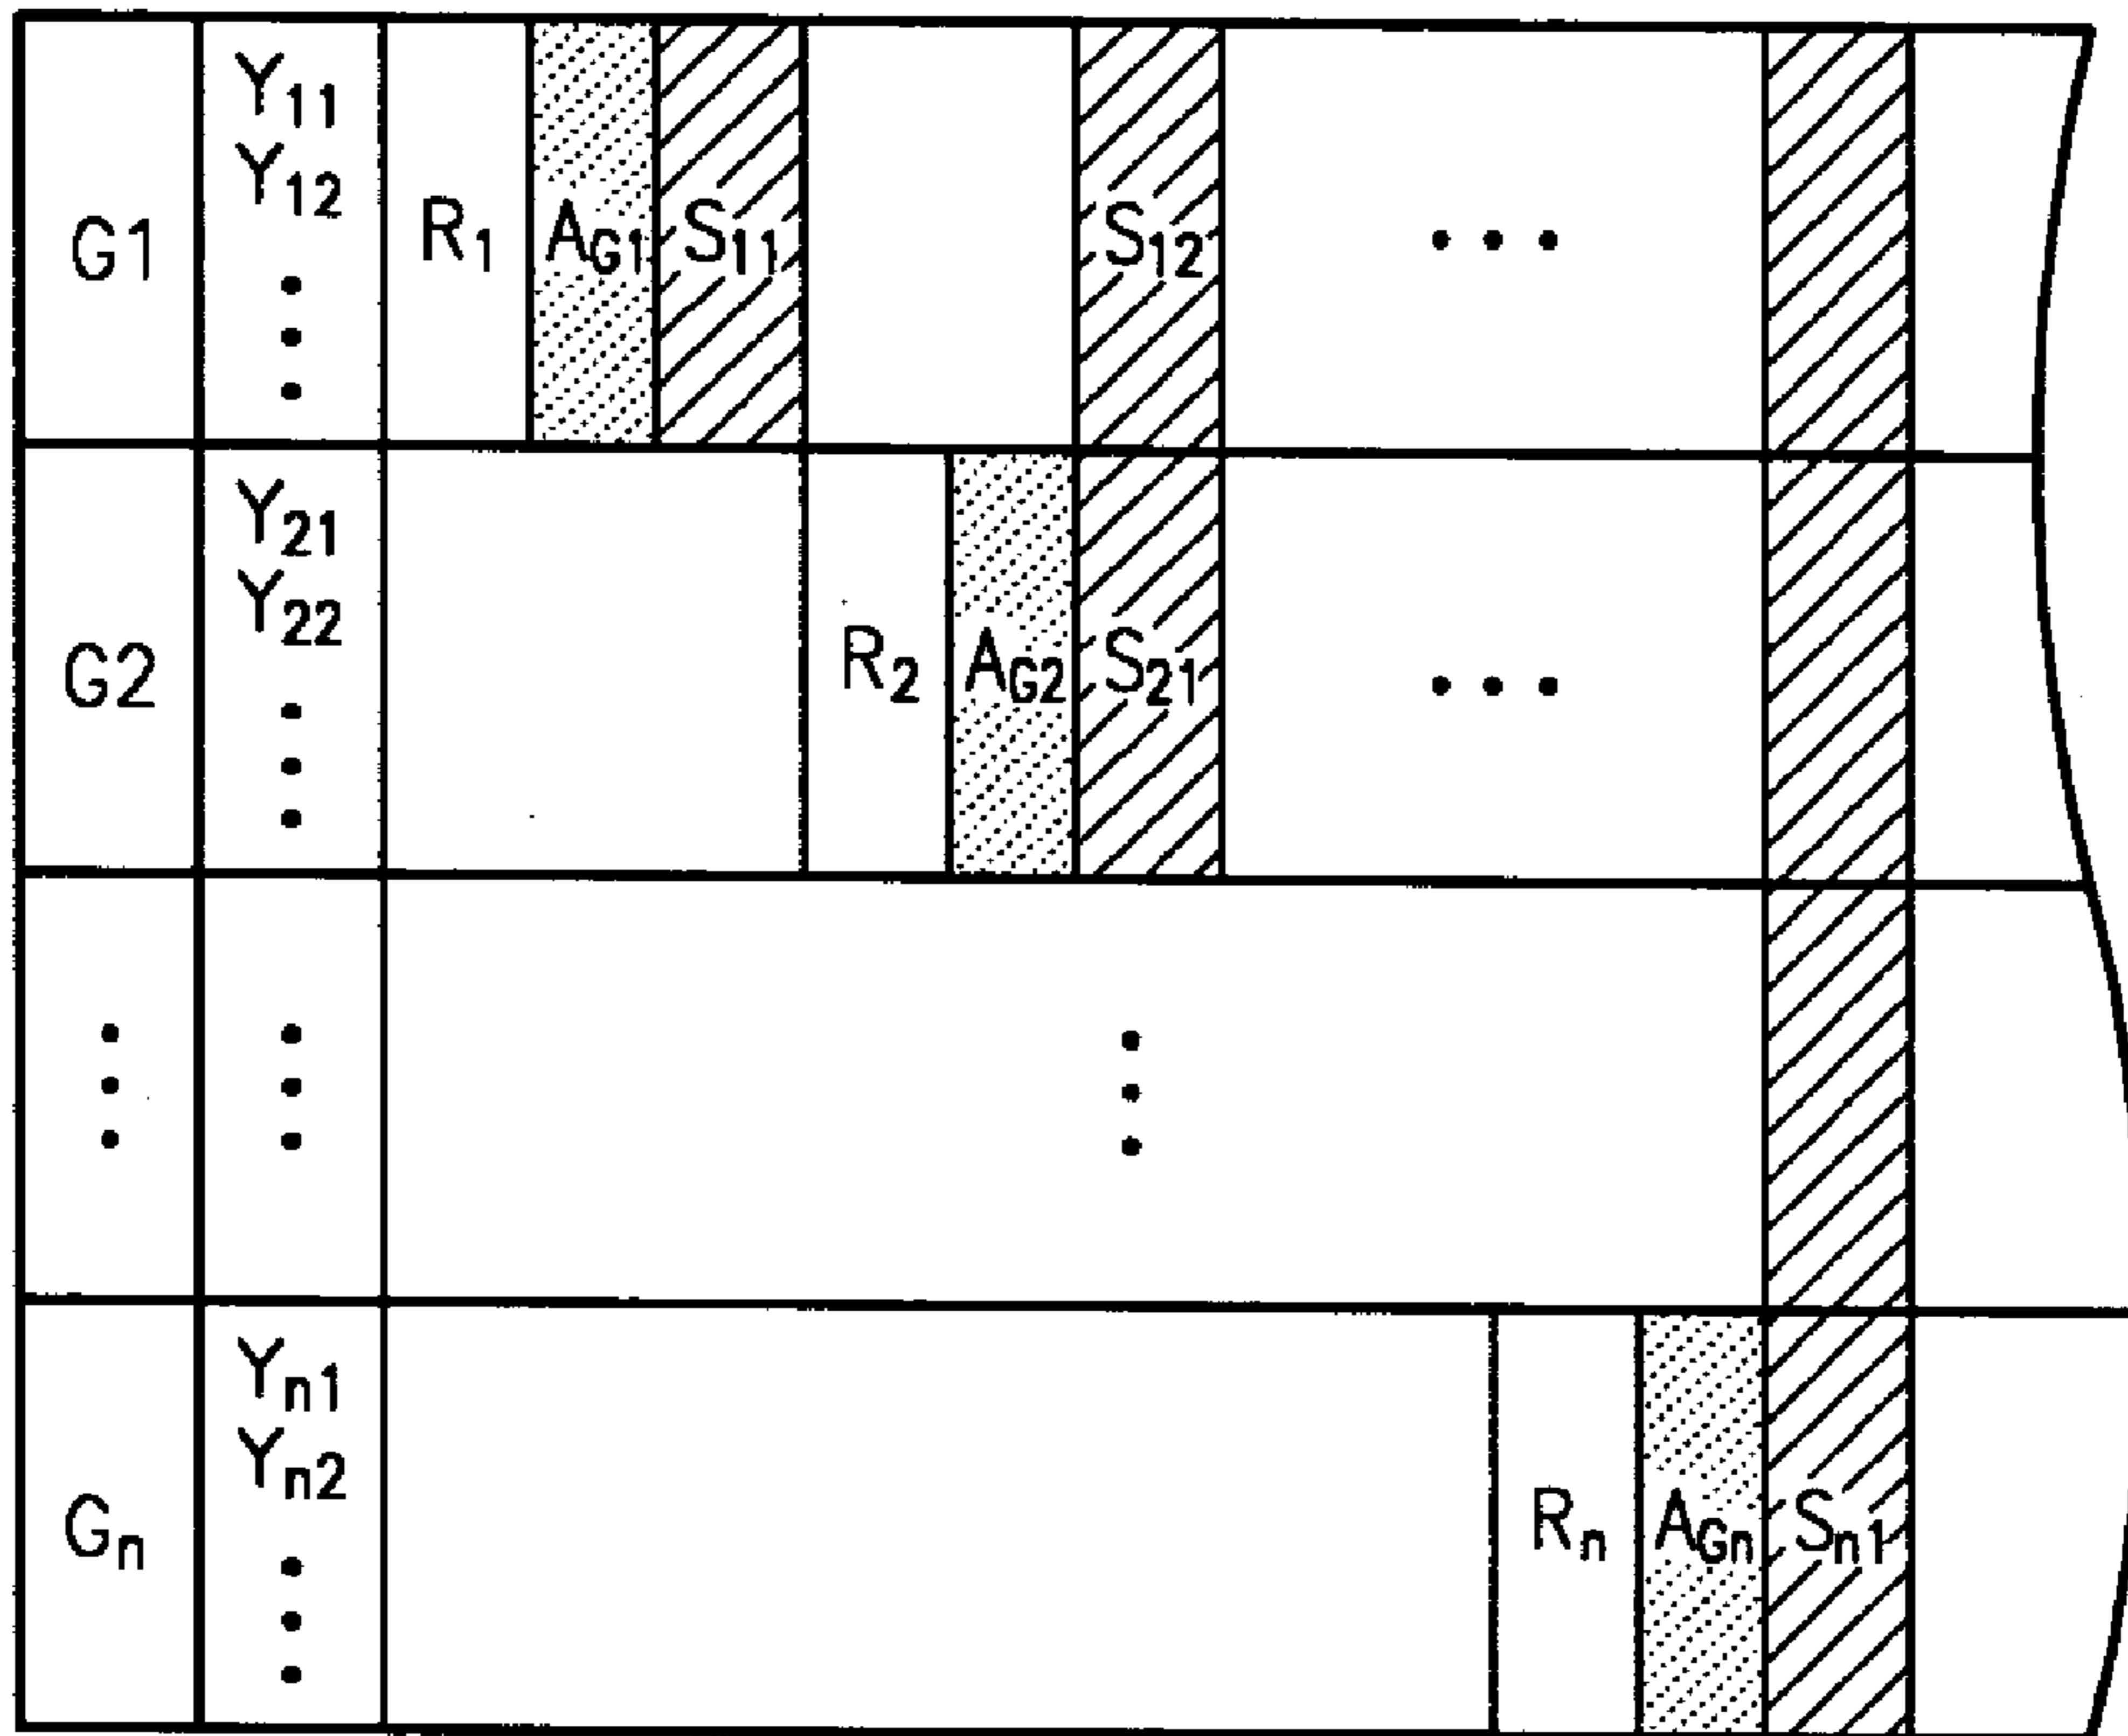 G1 Y11 Y12 R1 AG1 S11 S12 • • •
G2 Y21 Y22 R2 AG2 S21 • • •
Gn Yn1 Yn2 Rn AGn Sn1